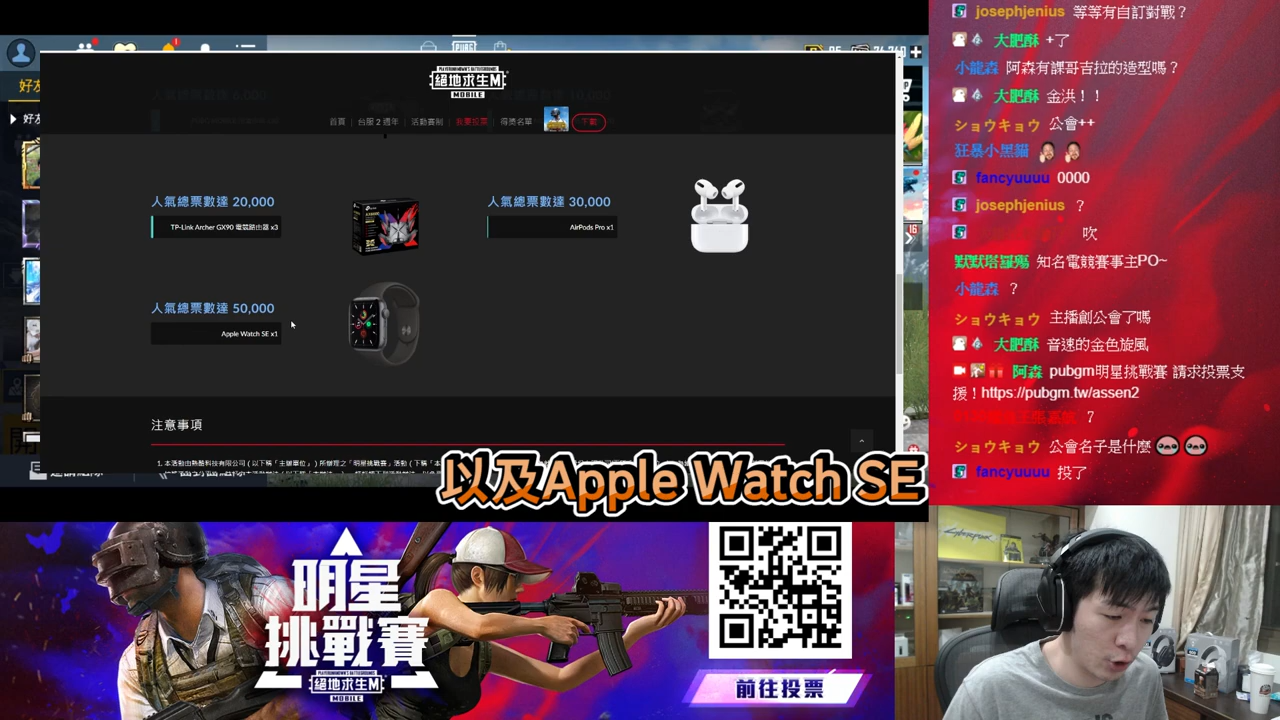 PLAYERUNKNOWN'S BATTLEGROUNDS
絕地求生M
MOBILE
首頁 | 台服2週年 | 活動賽制 | 我要投票 | 得獎名單
下載
人氣總票數達 20,000
TP-Link Archer GX90 電競路由器 x3
人氣總票數達 30,000
AirPods Pro x1
人氣總票數達 50,000
Apple Watch SE x1
注意事項
以及Apple Watch SE
明星
挑戰賽
絕地求生M
MOBILE
前往投票
josephjenius 等等有自訂對戰？
大肥酥 +了
小龍森 阿森有課哥吉拉的造型嗎？
大肥酥 金洪！！
ショウキョウ 公會++
狂暴小黑貓
fancyuuuu 0000
josephjenius ？
吹
默默塔羅鴉 知名電競賽事主PO~
小龍森 ？
ショウキョウ 主播創公會了嗎
大肥酥 音速的金色旋風
阿森 pubgm明星挑戰賽 請求投票支
援！https://pubgm.tw/assen2
？
ショウキョウ 公會名子是什麼
fancyuuuu 投了